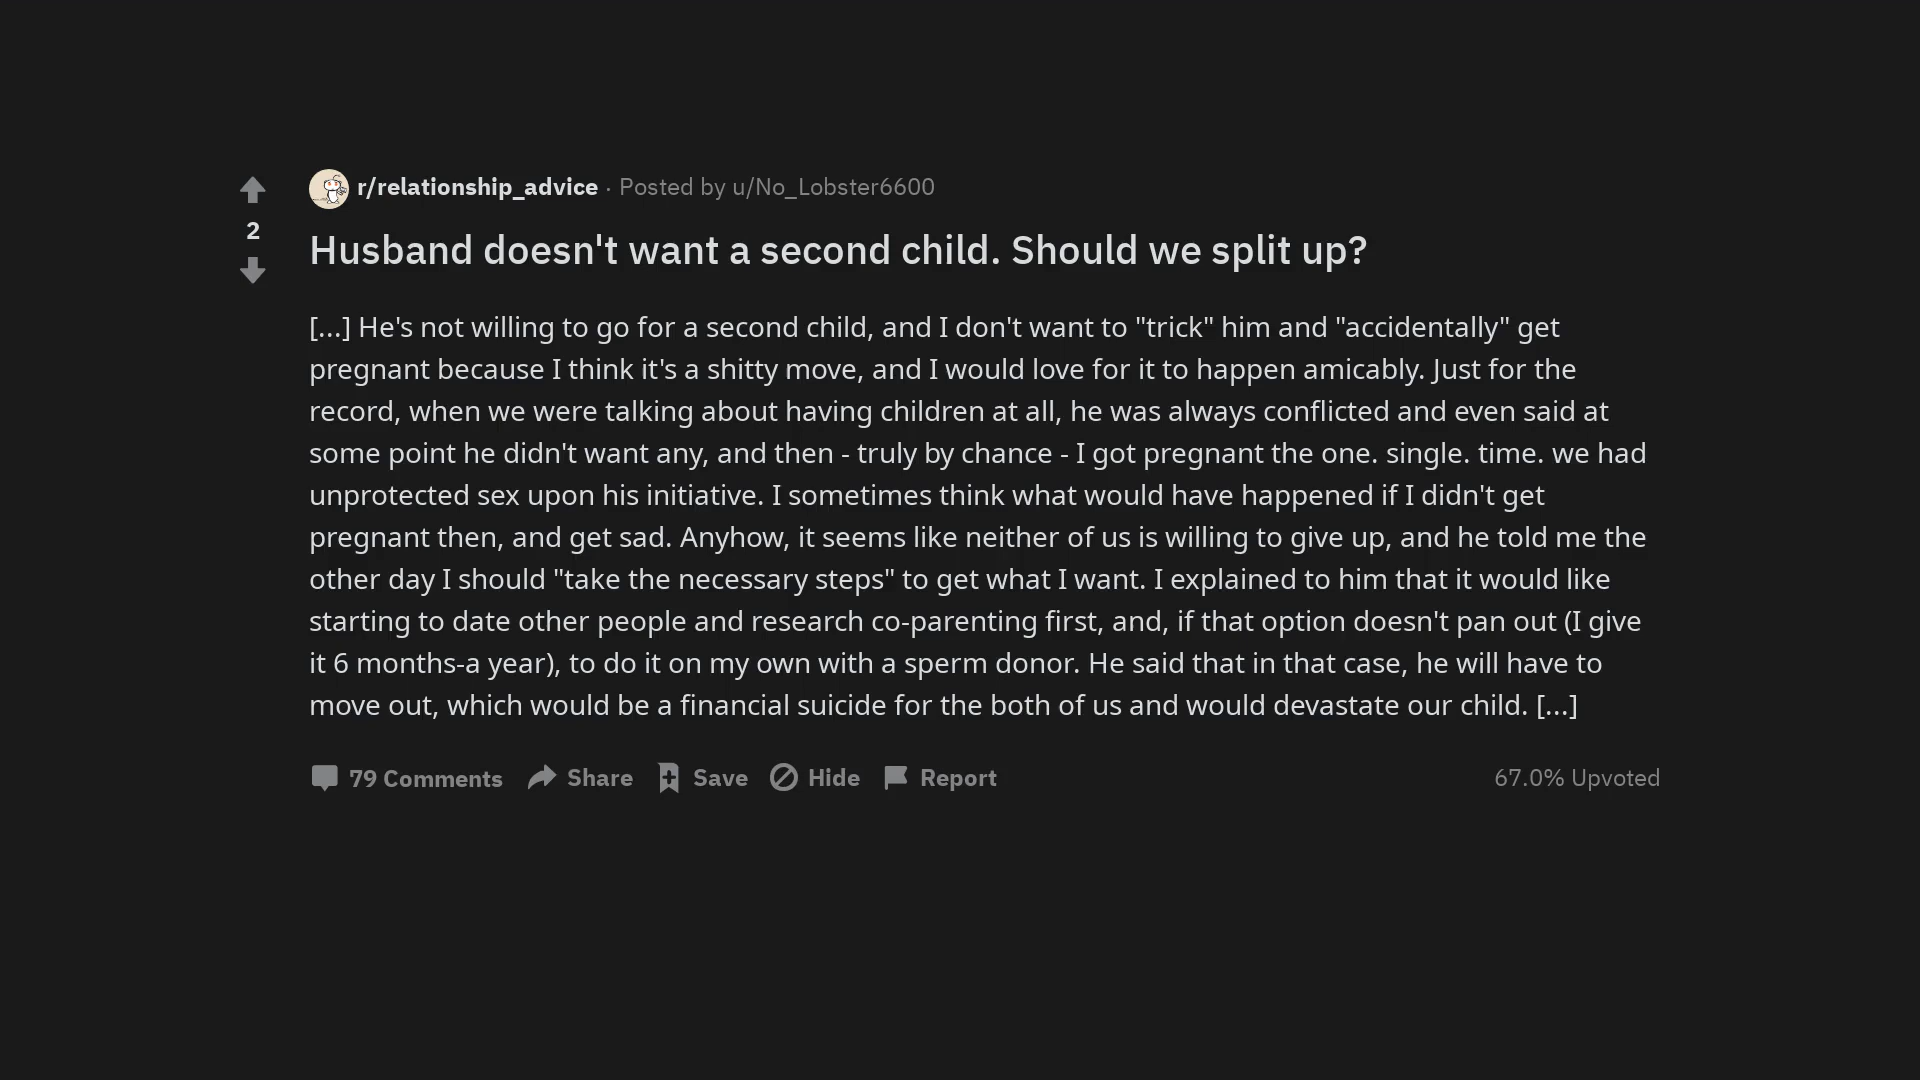 r/relationship_advice · Posted by u/No_Lobster6600
2
Husband doesn't want a second child. Should we split up?
[...] He's not willing to go for a second child, and I don't want to "trick" him and "accidentally" get
pregnant because I think it's a shitty move, and I would love for it to happen amicably. Just for the
record, when we were talking about having children at all, he was always conflicted and even said at
some point he didn't want any, and then - truly by chance - I got pregnant the one. single. time. we had
unprotected sex upon his initiative. I sometimes think what would have happened if I didn't get
pregnant then, and get sad. Anyhow, it seems like neither of us is willing to give up, and he told me the
other day I should "take the necessary steps" to get what I want. I explained to him that it would like
starting to date other people and research co-parenting first, and, if that option doesn't pan out (I give
it 6 months-a year), to do it on my own with a sperm donor. He said that in that case, he will have to
move out, which would be a financial suicide for the both of us and would devastate our child. [...]
79 Comments Share Save Hide Report 67.0% Upvoted